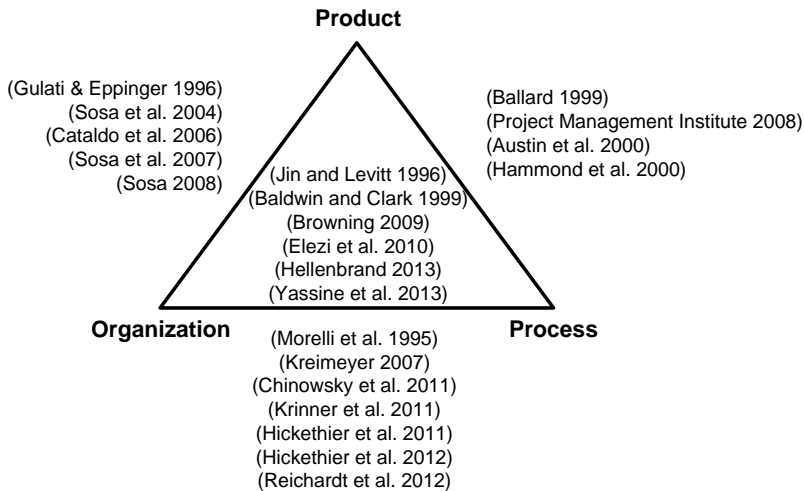 Product
(Gulati & Eppinger 1996)
(Sosa et al. 2004)
(Cataldo et al. 2006)
(Sosa et al. 2007)
(Sosa 2008)
(Ballard 1999)
(Project Management Institute 2008)
(Austin et al. 2000)
(Hammond et al. 2000)
(Jin and Levitt 1996)
(Baldwin and Clark 1999)
(Browning 2009)
(Elezi et al. 2010)
(Hellenbrand 2013)
(Yassine et al. 2013)
Organization
Process
(Morelli et al. 1995)
(Kreimeyer 2007)
(Chinowsky et al. 2011)
(Krinner et al. 2011)
(Hickethier et al. 2011)
(Hickethier et al. 2012)
(Reichardt et al. 2012)